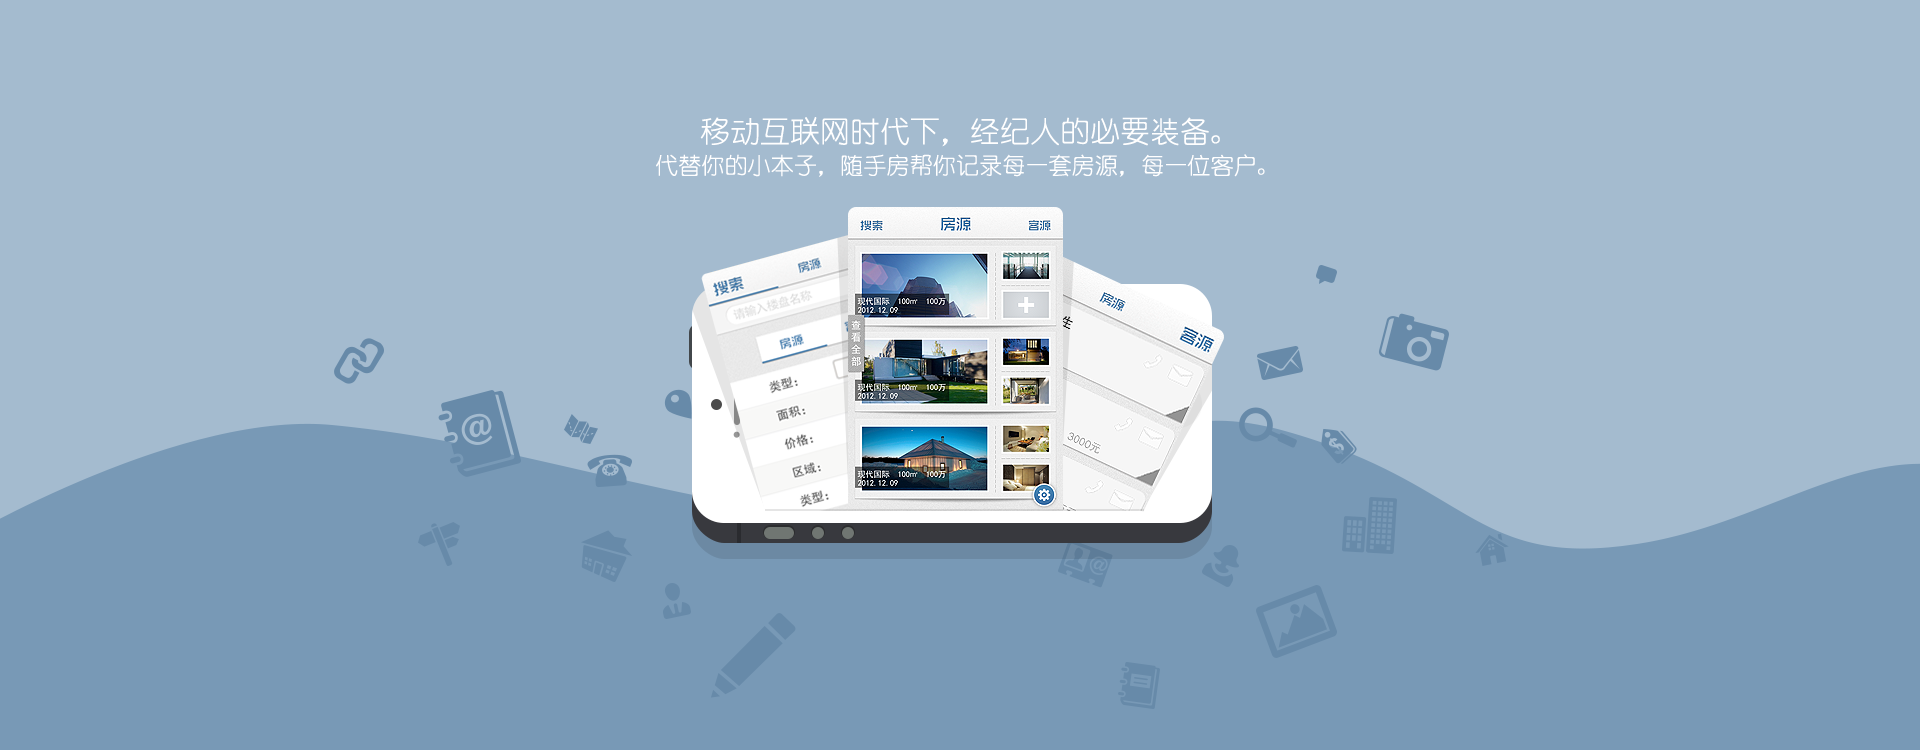 移动互联网时代下，经纪人的必要装备。
代替你的小本子，随手房帮你记录每一套房源，每一位客户。
搜索 房源
请输入楼盘名称
房源
类型：
面积：
价格：
区域：
类型：
搜索 房源 客源
现代国际 100㎡ 100万
2012.12.09
查看全部
现代国际 100㎡ 100万
2012.12.09
现代国际 100㎡ 100万
2012.12.09
房源 客源
生
3000元